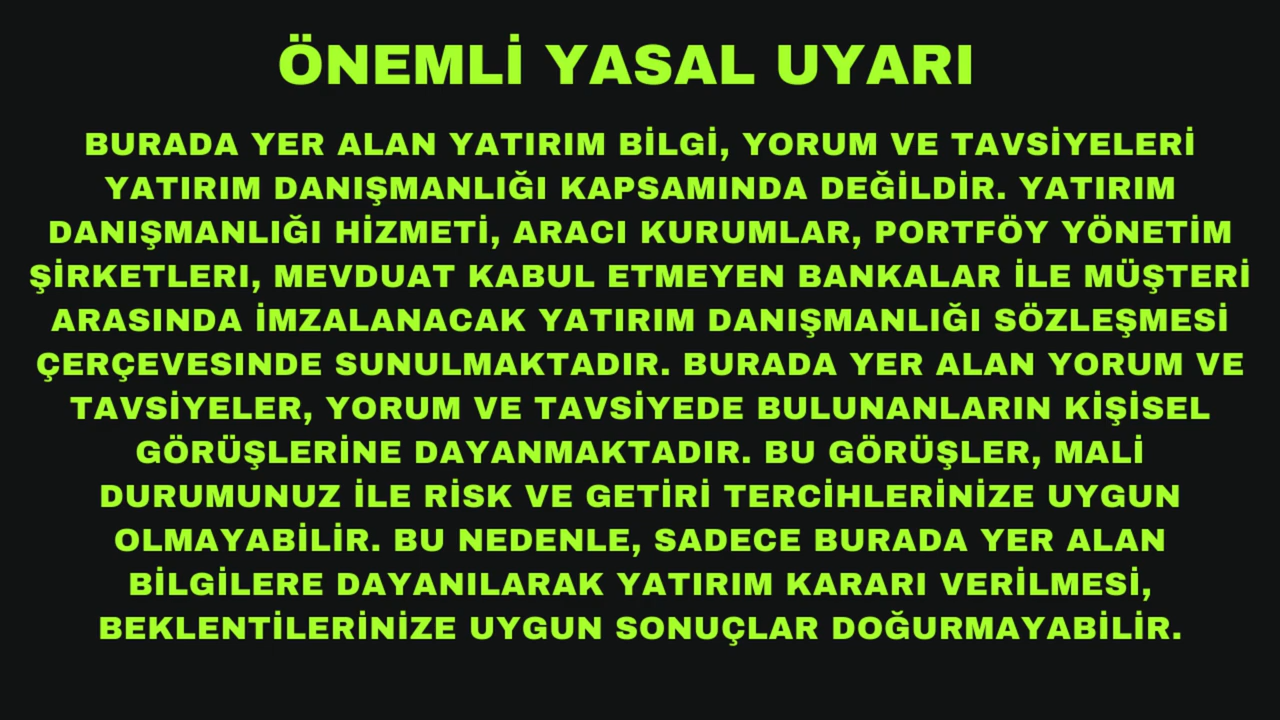 ÖNEMLİ YASAL UYARI
BURADA YER ALAN YATIRIM BİLGİ, YORUM VE TAVSİYELERİ
YATIRIM DANIŞMANLIĞI KAPSAMINDA DEĞİLDİR. YATIRIM
DANIŞMANLIĞI HİZMETİ, ARACI KURUMLAR, PORTFÖY YÖNETİM
ŞİRKETLERI, MEVDUAT KABUL ETMEYEN BANKALAR İLE MÜŞTERİ
ARASINDA İMZALANACAK YATIRIM DANIŞMANLIĞI SÖZLEŞMESİ
ÇERÇEVESINDE SUNULMAKTADIR. BURADA YER ALAN YORUM VE
TAVSİYELER, YORUM VE TAVSİYEDE BULUNANLARIN KİŞİSEL
GÖRÜŞLERİNE DAYANMAKTADIR. BU GÖRÜŞLER, MALİ
DURUMUNUZ İLE RİSK VE GETİRİ TERCİHLERİNİZE UYGUN
OLMAYABİLİR. BU NEDENLE, SADECE BURADA YER ALAN
BİLGİLERE DAYANILARAK YATIRIM KARARI VERİLMESİ,
BEKLENTİLERİNİZE UYGUN SONUÇLAR DOĞURMAYABİLİR.